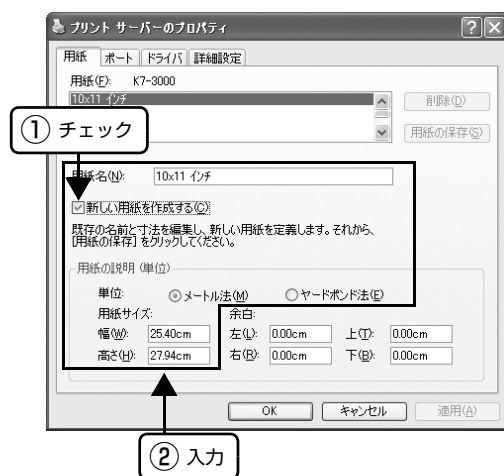 プリント サーバーのプロパティ
用紙 ポート ドライバ 詳細設定
用紙(F): K7-3000
10x11 インチ
削除(D)
① チェック
用紙の保存(S)
用紙名(N): 10x11 インチ
新しい用紙を作成する(C)
既存の名前と寸法を編集し、新しい用紙を定義します。それから、
[用紙の保存] をクリックしてください。
用紙の説明 (単位)
単位: メートル法(M) ヤードポンド法(E)
用紙サイズ: 余白:
幅(W): 25.40cm 左(L): 0.00cm 上(T): 0.00cm
高さ(H): 27.94cm 右(R): 0.00cm 下(B): 0.00cm
OK キャンセル 適用(A)
② 入力